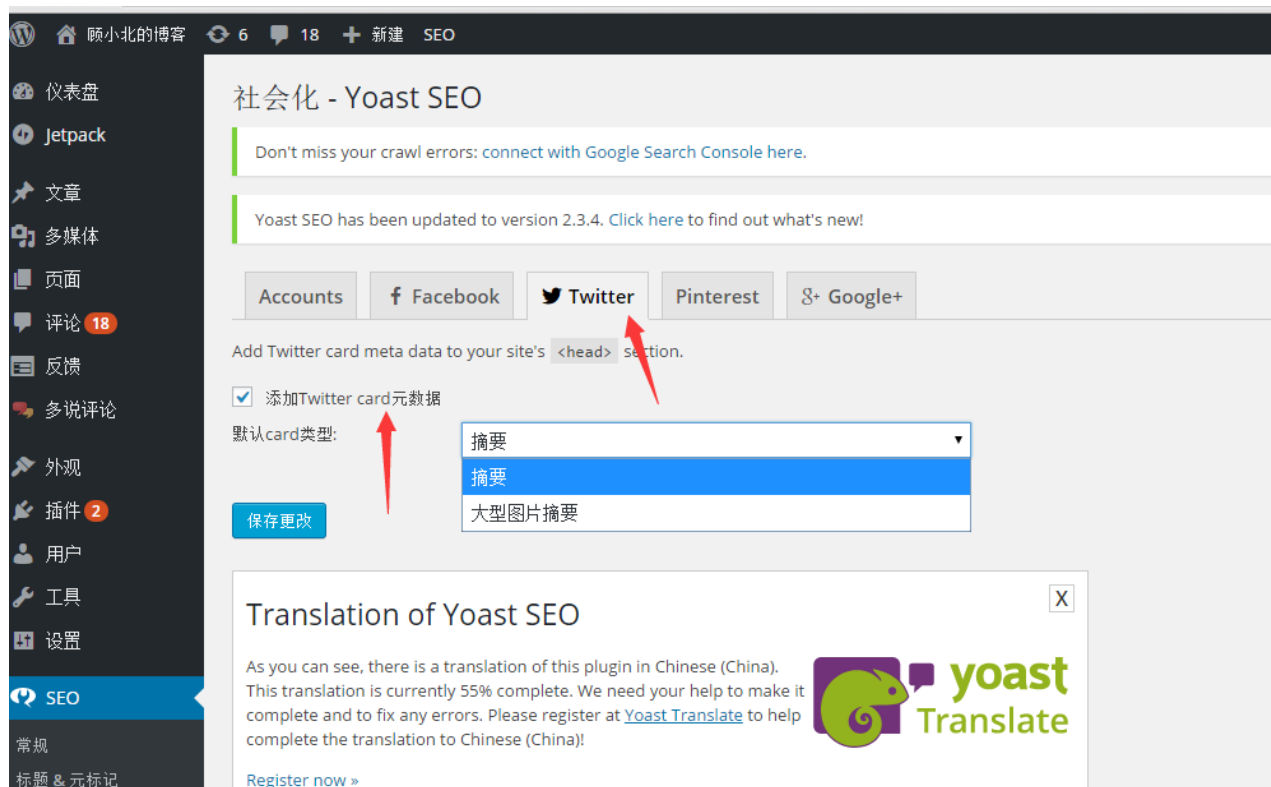 顾小北的博客 6 18 新建 SEO
仪表盘
Jetpack
文章
多媒体
页面
评论 18
反馈
多说评论
外观
插件 2
用户
工具
设置
SEO
常规
标题 & 元标记
社会化 - Yoast SEO
Don't miss your crawl errors: connect with Google Search Console here.
Yoast SEO has been updated to version 2.3.4. Click here to find out what's new!
Accounts Facebook Twitter Pinterest 8+ Google+
Add Twitter card meta data to your site's <head> section.
添加Twitter card元数据
默认card类型: 摘要
摘要
大型图片摘要
保存更改
Translation of Yoast SEO
X
As you can see, there is a translation of this plugin in Chinese (China).
This translation is currently 55% complete. We need your help to make it
complete and to fix any errors. Please register at Yoast Translate to help
complete the translation to Chinese (China)!
Register now »
yoast
Translate